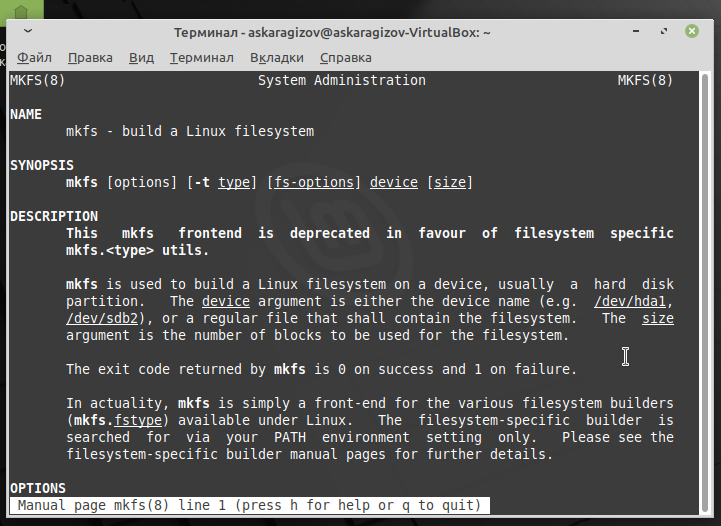 Терминал - askaragizov@askaragizov-VirtualBox: ~
Файл Правка Вид Терминал Вкладки Справка
MKFS(8) System Administration MKFS(8)
NAME
mkfs - build a Linux filesystem
SYNOPSIS
mkfs [options] [-t type] [fs-options] device [size]
DESCRIPTION
This mkfs frontend is deprecated in favour of filesystem specific
mkfs.<type> utils.
mkfs is used to build a Linux filesystem on a device, usually a hard disk
partition. The device argument is either the device name (e.g. /dev/hda1,
/dev/sdb2), or a regular file that shall contain the filesystem. The size
argument is the number of blocks to be used for the filesystem.
The exit code returned by mkfs is 0 on success and 1 on failure.
In actuality, mkfs is simply a front-end for the various filesystem builders
(mkfs.fstype) available under Linux. The filesystem-specific builder is
searched for via your PATH environment setting only. Please see the
filesystem-specific builder manual pages for further details.
OPTIONS
Manual page mkfs(8) line 1 (press h for help or q to quit)